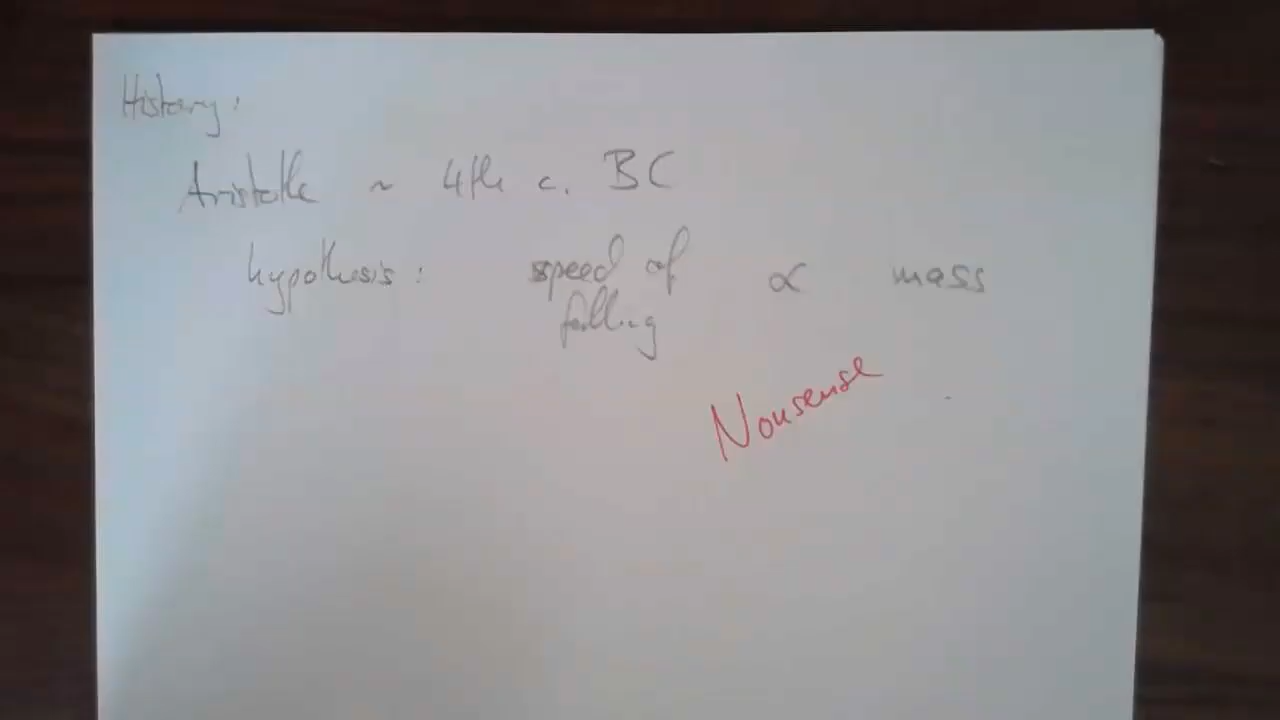 History:
Aristotle ~ 4th c. BC
hypothesis: speed of ∝ mass
falling
Nonsense